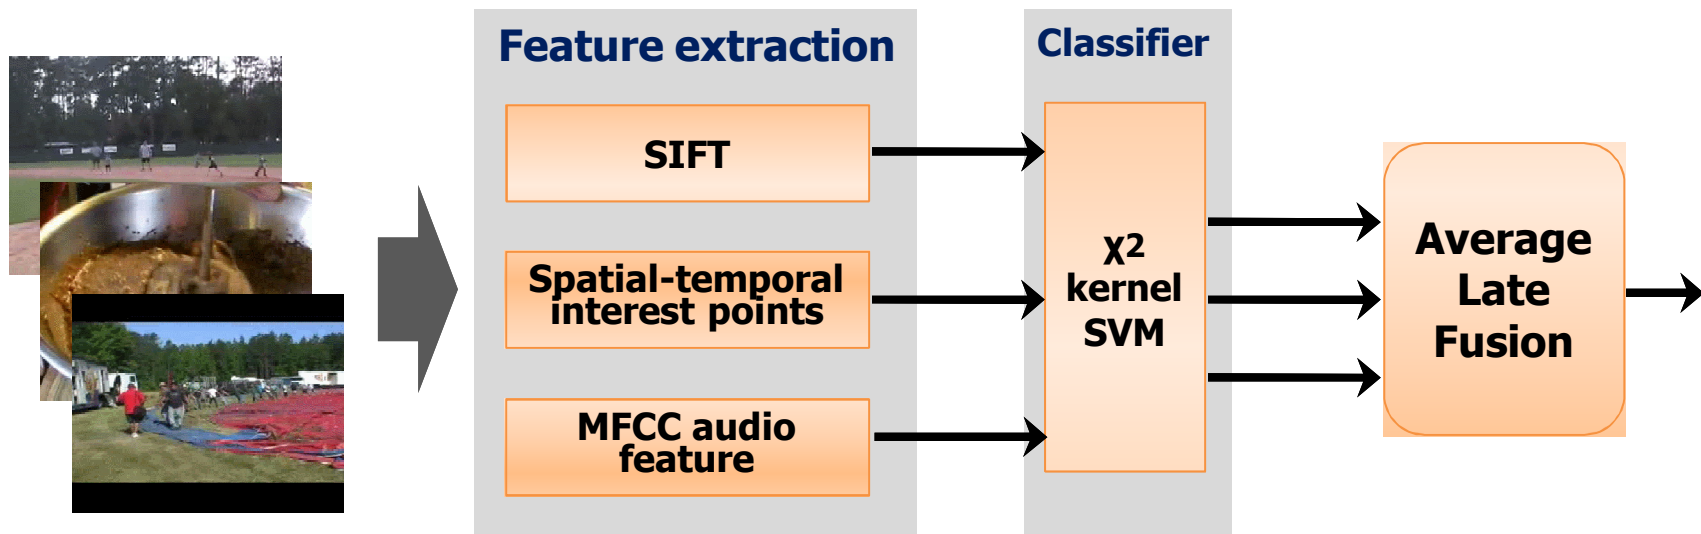 Feature extraction
Classifier
SIFT
Spatial-temporal
interest points
MFCC audio
feature
χ2
kernel
SVM
Average
Late
Fusion